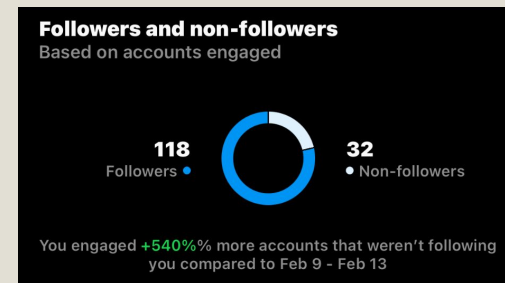 Followers and non-followers
Based on accounts engaged
118
Followers
32
Non-followers
You engaged +540%% more accounts that weren’t following
you compared to Feb 9 - Feb 13